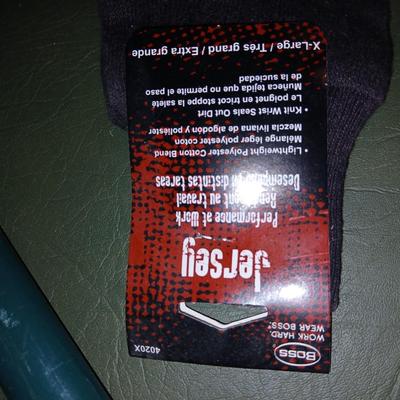 BOSS
WORK HARD.
WEAR BOSS.
4020X
Jersey
Performance at Work
Rendement au travail
Desempeño en distintas tareas
• Lightweight Polyester Cotton Blend
Mélange léger polyester coton
Mezcla liviana de algodón y poliester
• Knit Wrist Seals Out Dirt
Le poignet en tricot stoppe la saleté
Muñeca tejida que no permite el paso
de la suciedad
X-Large / Très grand / Extra grande